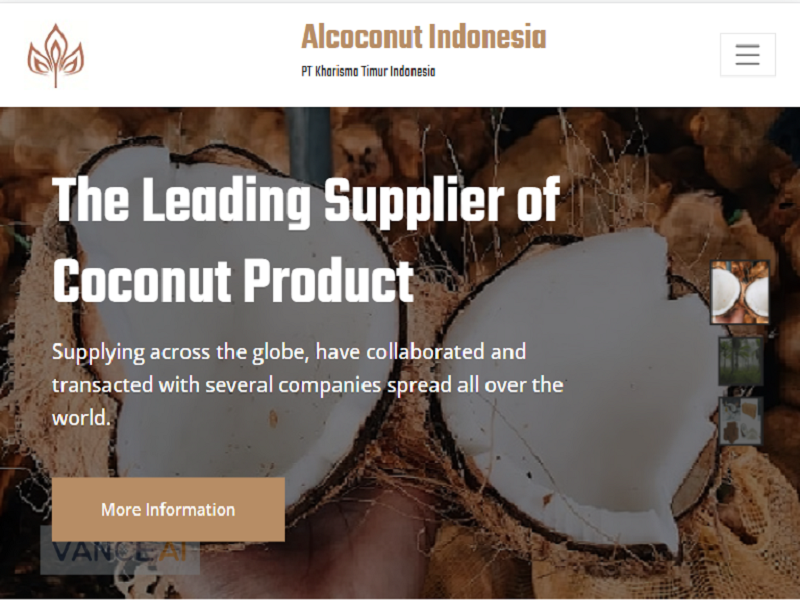 Alcoconut Indonesia
PT Kharisma Timur Indonesia
The Leading Supplier of
Coconut Product
Supplying across the globe, have collaborated and
transacted with several companies spread all over the
world.
More Information
VANCE AI